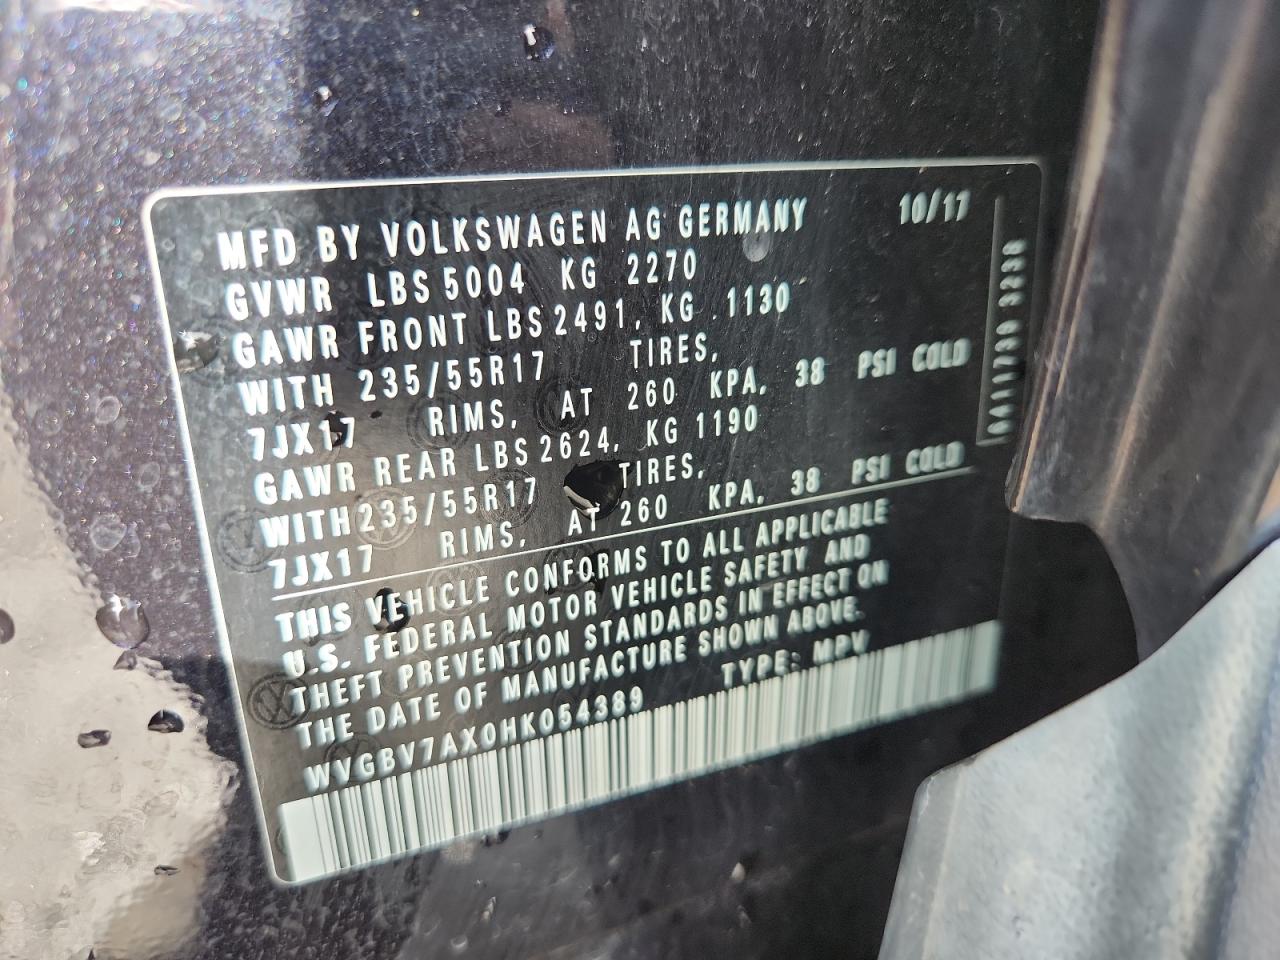 MFD BY VOLKSWAGEN AG GERMANY 10/17
GVWR LBS 5004 KG 2270
GAWR FRONT LBS 2491, KG 1130
WITH 235/55R17 TIRES,
7JX17 RIMS, AT 260 KPA, 38 PSI COLD
GAWR REAR LBS 2624, KG 1190
WITH 235/55R17 TIRES,
7JX17 RIMS, AT 260 KPA, 38 PSI COLD
THIS VEHICLE CONFORMS TO ALL APPLICABLE
U.S. FEDERAL MOTOR VEHICLE SAFETY AND
THEFT PREVENTION STANDARDS IN EFFECT ON
THE DATE OF MANUFACTURE SHOWN ABOVE.
WVGBV7AX0HK054389 TYPE: MPV